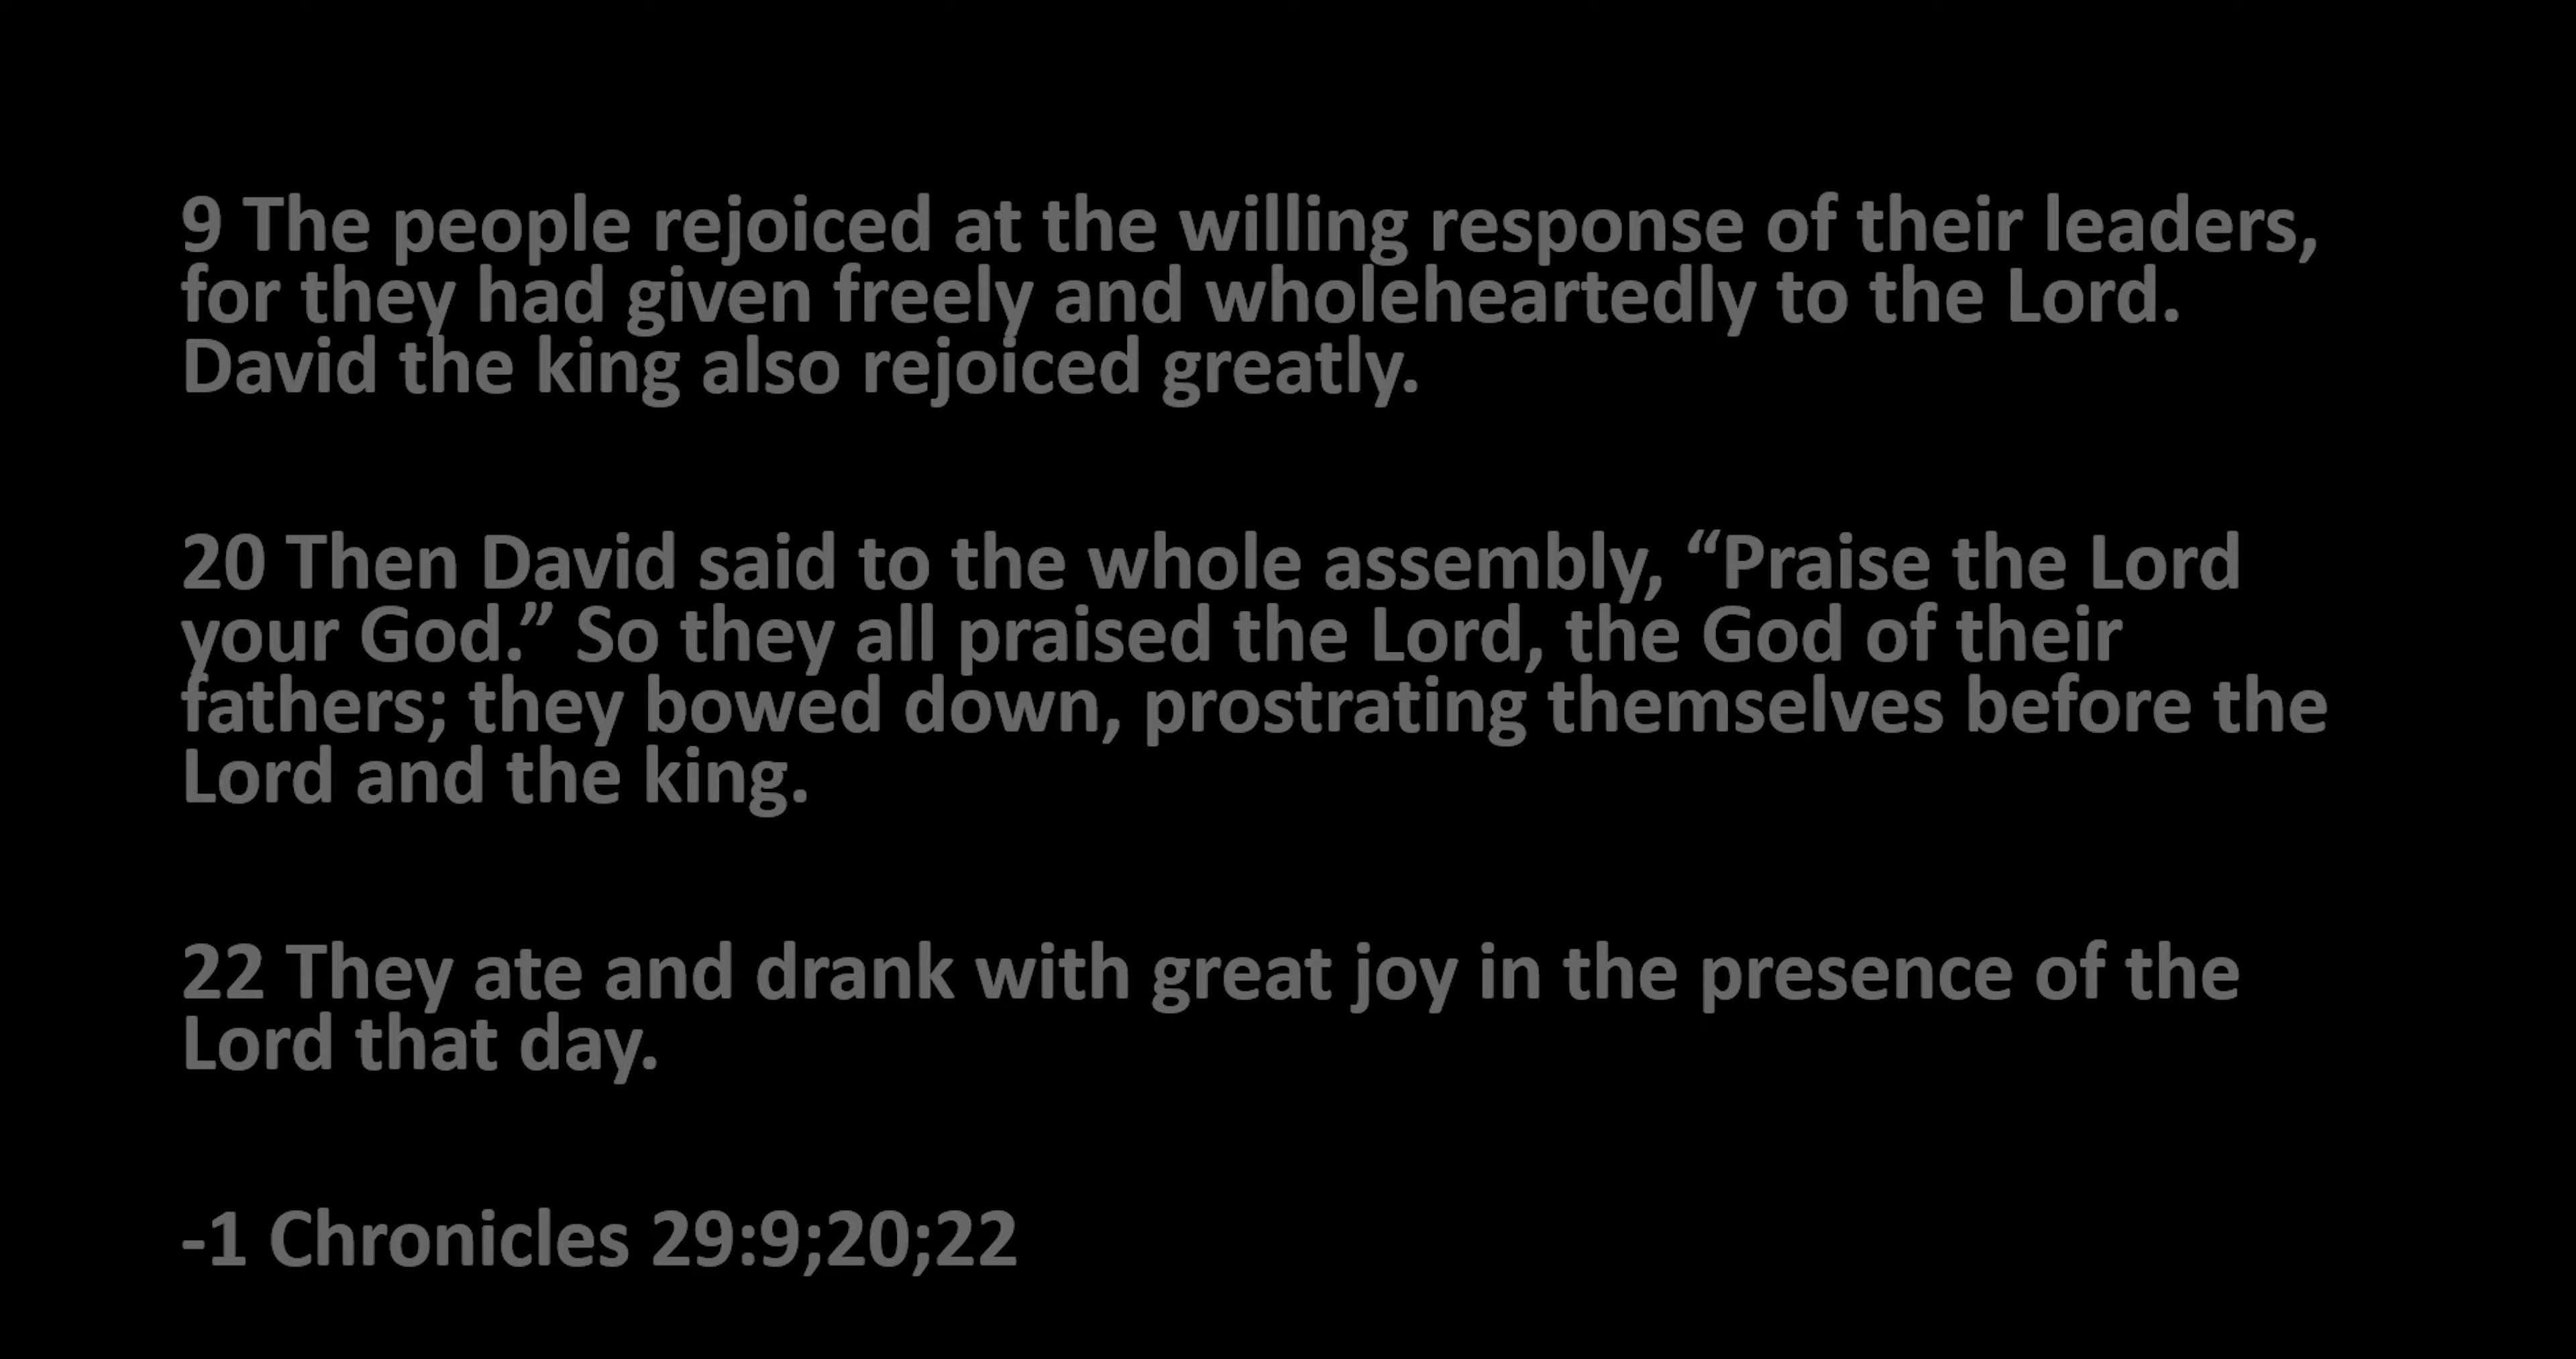 9 The people rejoiced at the willing response of their leaders,
for they had given freely and wholeheartedly to the Lord.
David the king also rejoiced greatly.
20 Then David said to the whole assembly, “Praise the Lord
your God.” So they all praised the Lord, the God of their
fathers; they bowed down, prostrating themselves before the
Lord and the king.
22 They ate and drank with great joy in the presence of the
Lord that day.
-1 Chronicles 29:9;20;22